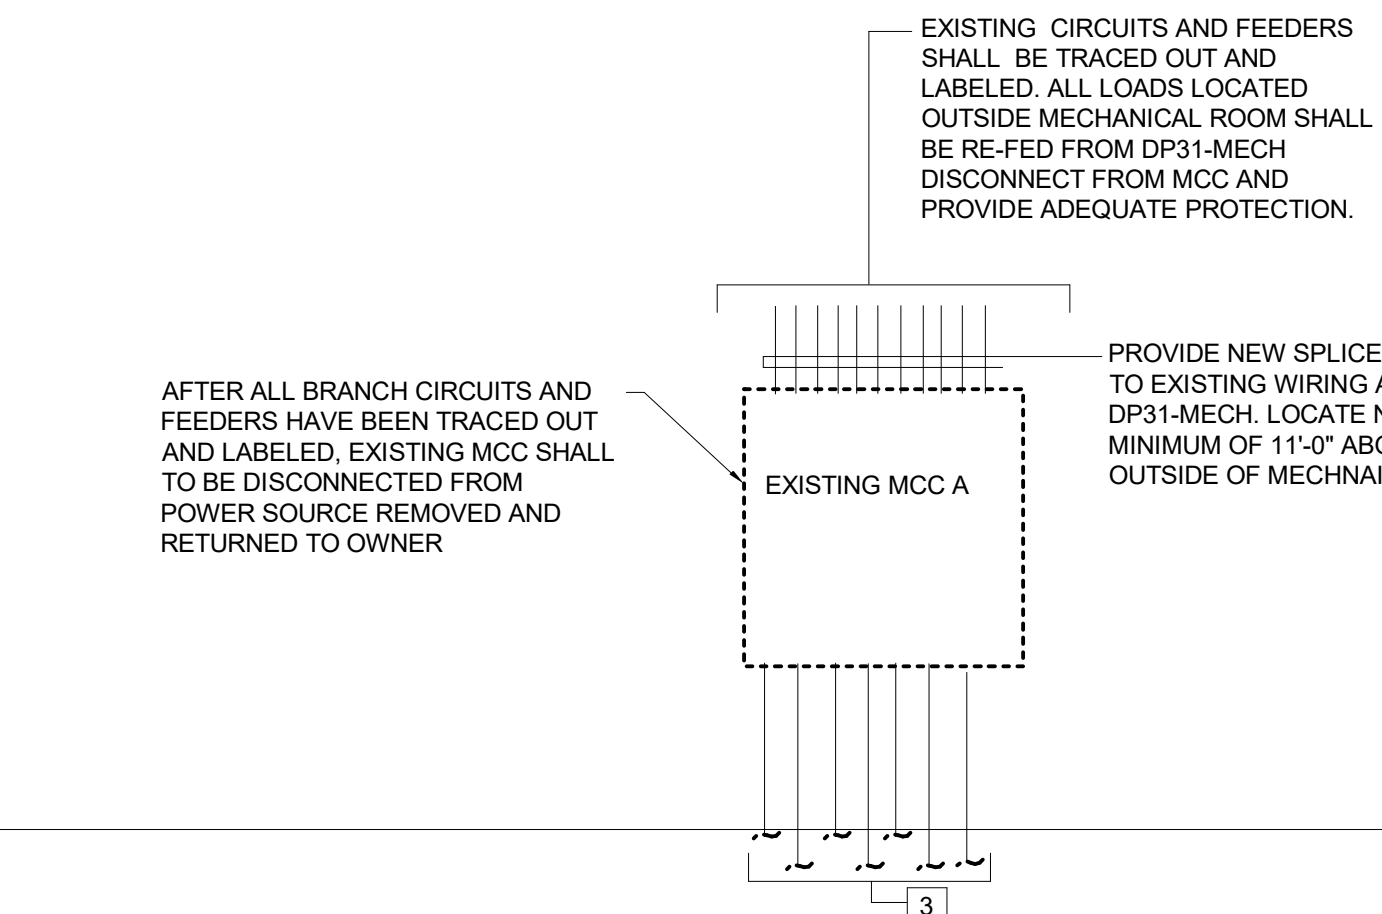 EXISTING CIRCUITS AND FEEDERS
SHALL BE TRACED OUT AND
LABELED. ALL LOADS LOCATED
OUTSIDE MECHANICAL ROOM SHALL
BE RE-FED FROM DP31-MECH
DISCONNECT FROM MCC AND
PROVIDE ADEQUATE PROTECTION.
PROVIDE NEW SPLICE
TO EXISTING WIRING
DP31-MECH. LOCATE
MINIMUM OF 11'-0"
OUTSIDE OF
AFTER ALL BRANCH CIRCUITS AND
FEEDERS HAVE BEEN TRACED OUT
AND LABELED, EXISTING MCC SHALL
TO BE DISCONNECTED FROM
POWER SOURCE REMOVED AND
RETURNED TO OWNER
EXISTING MCC A
3